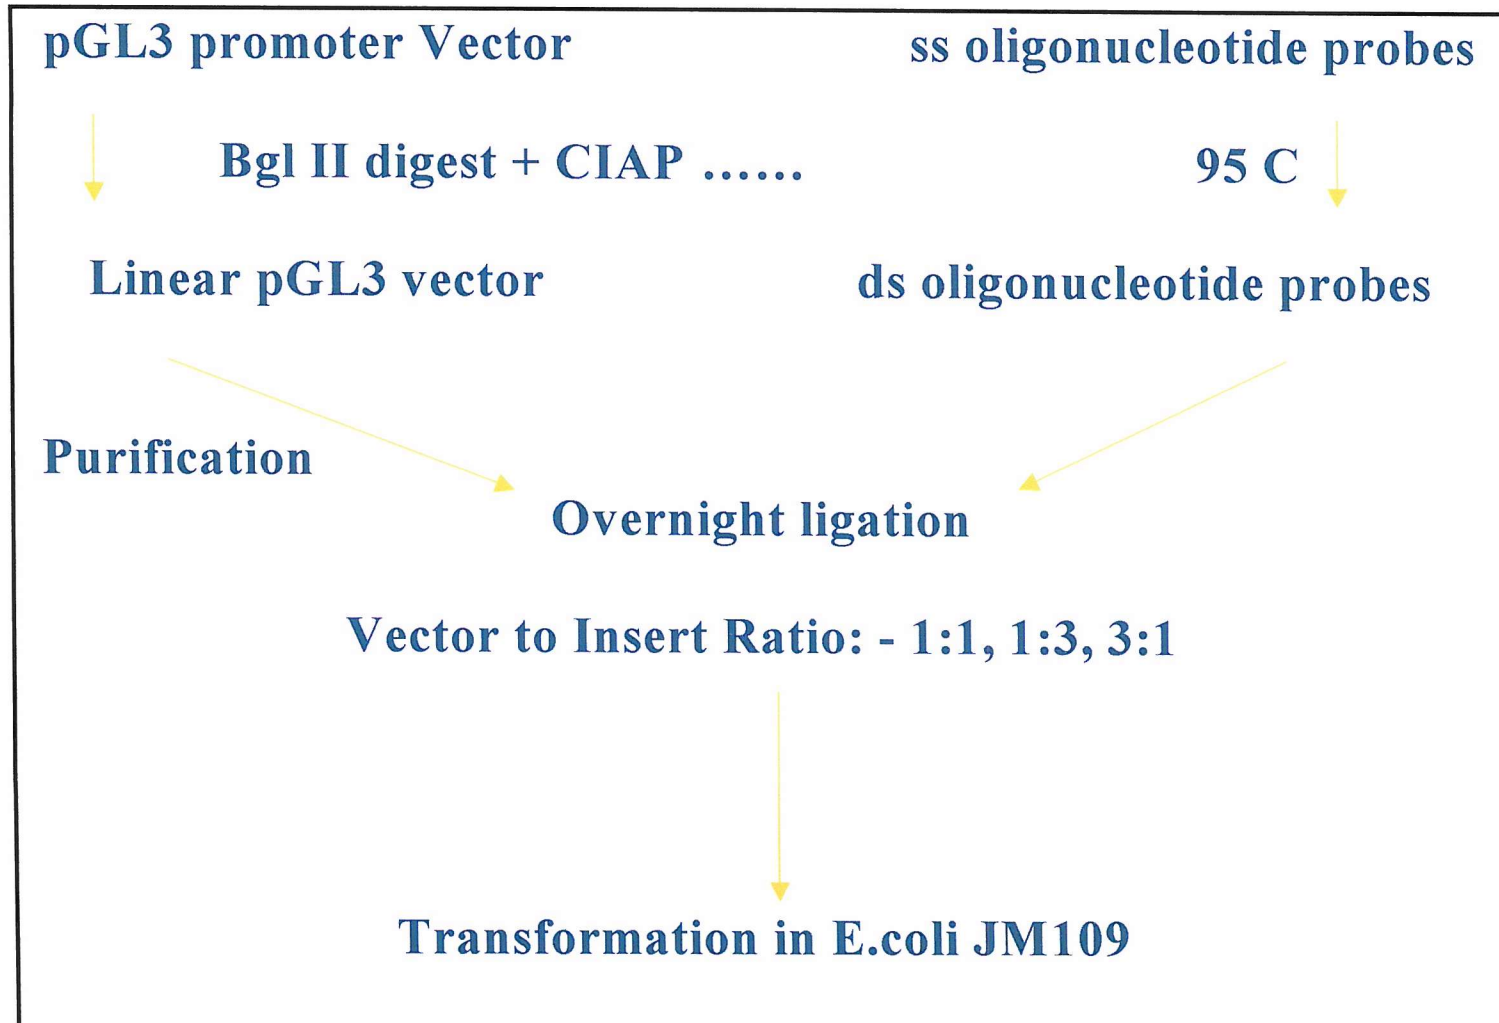 pGL3 promoter Vector
ss oligonucleotide probes
Bgl II digest + CIAP ......
95 C
Linear pGL3 vector
ds oligonucleotide probes
Purification
Overnight ligation
Vector to Insert Ratio: - 1:1, 1:3, 3:1
Transformation in E.coli JM109